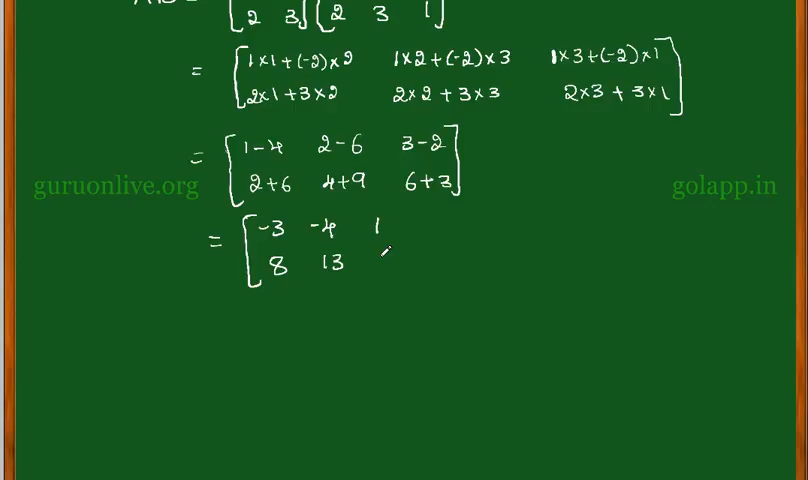 2 3] [2 3 1]
= [1×1+(-2)×2 1×2+(-2)×3 1×3+(-2)×1
2×1+3×2 2×2+3×3 2×3+3×1]
= [1-4 2-6 3-2
2+6 4+9 6+3]
guruonlive.org golapp.in
= [-3 -4 1
8 13